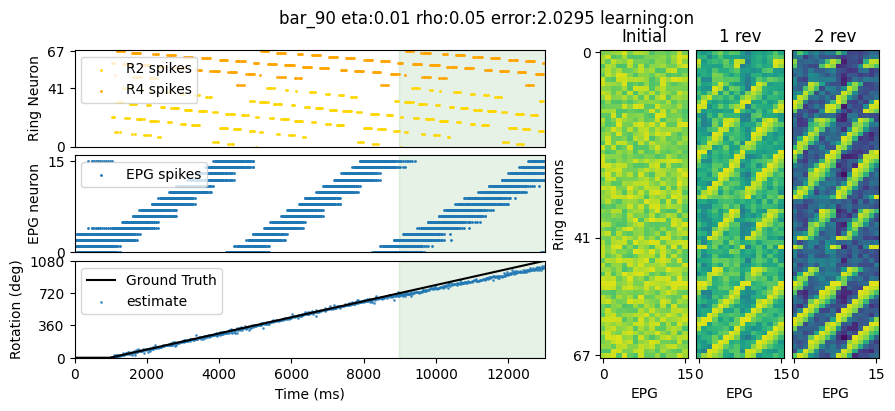 bar_90 eta:0.01 rho:0.05 error:2.0295 learning:on
Ring Neuron
67
41
0
R2 spikes
R4 spikes
EPG neuron
15
0
EPG spikes
Rotation (deg)
1080
720
360
0
Ground Truth
estimate
0
2000
4000
6000
8000
10000
12000
Time (ms)
Initial
1 rev
2 rev
Ring neurons
0
41
67
0
15
0
15
0
15
EPG
EPG
EPG